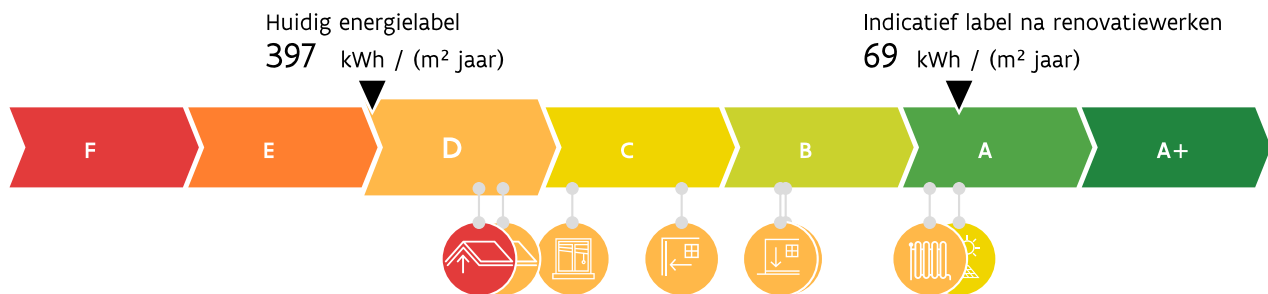 Huidig energielabel
397 kWh / (m² jaar)
Indicatief label na renovatiewerken
69 kWh / (m² jaar)
F E D C B A A+